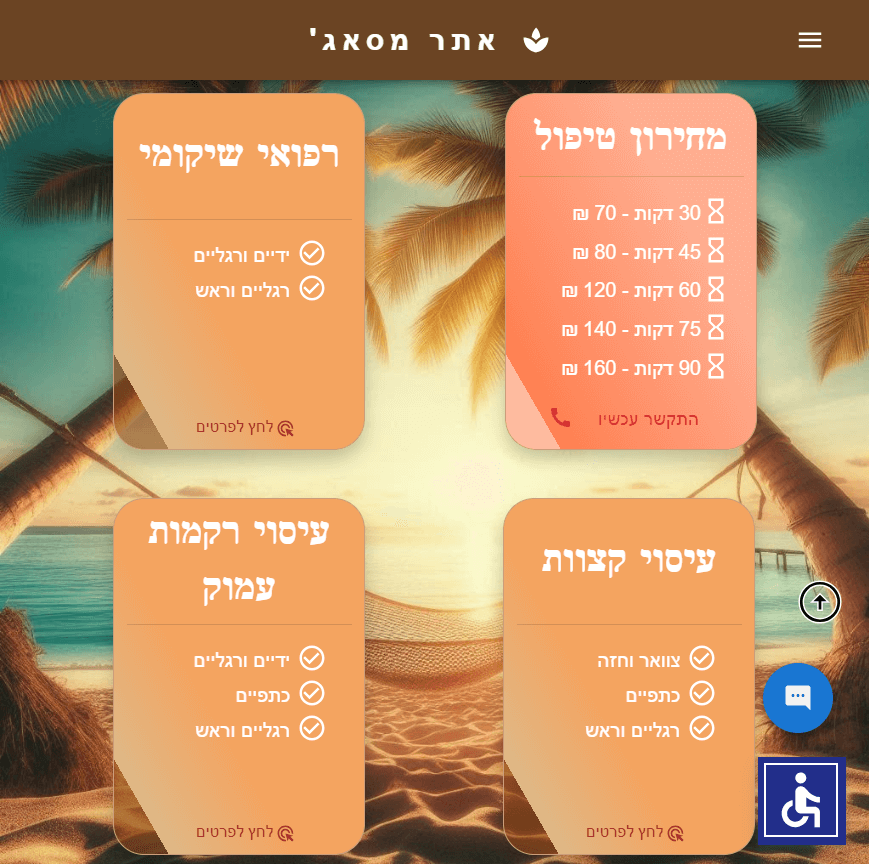 אתר מסאג'
מחירון טיפול
30 דקות - 70 ₪
45 דקות - 80 ₪
60 דקות - 120 ₪
75 דקות - 140 ₪
90 דקות - 160 ₪
התקשר עכשיו
רפואי שיקומי
ידיים ורגליים
רגליים וראש
לחץ לפרטים
עיסוי קצוות
צוואר וחזה
כתפיים
רגליים וראש
לחץ לפרטים
עיסוי רקמות
עמוק
ידיים ורגליים
כתפיים
רגליים וראש
לחץ לפרטים